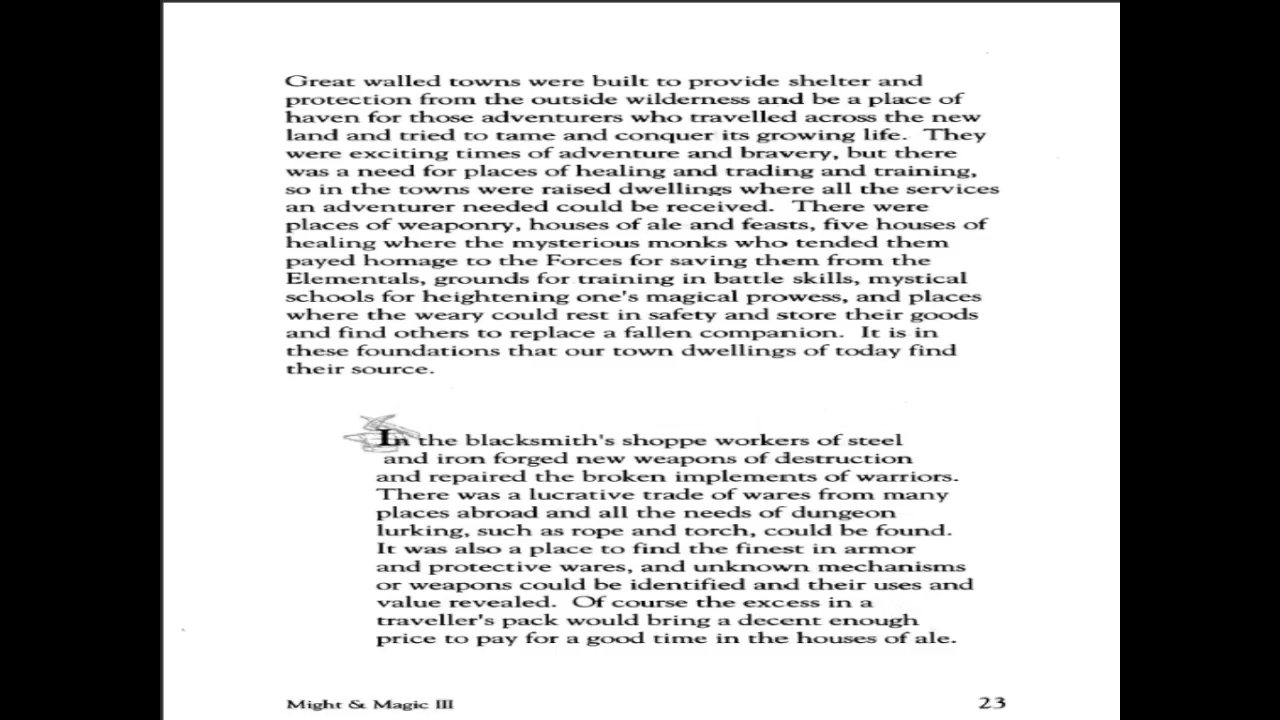 Great walled towns were built to provide shelter and
protection from the outside wilderness and be a place of
haven for those adventurers who travelled across the new
land and tried to tame and conquer its growing life. They
were exciting times of adventure and bravery, but there
was a need for places of healing and trading and training,
so in the towns were raised dwellings where all the services
an adventurer needed could be received. There were
places of weaponry, houses of ale and feasts, five houses of
healing where the mysterious monks who tended them
payed homage to the Forces for saving them from the
Elementals, grounds for training in battle skills, mystical
schools for heightening one's magical prowess, and places
where the weary could rest in safety and store their goods
and find others to replace a fallen companion. It is in
these foundations that our town dwellings of today find
their source.
In the blacksmith's shoppe workers of steel
and iron forged new weapons of destruction
and repaired the broken implements of warriors.
There was a lucrative trade of wares from many
places abroad and all the needs of dungeon
lurking, such as rope and torch, could be found.
It was also a place to find the finest in armor
and protective wares, and unknown mechanisms
or weapons could be identified and their uses and
value revealed. Of course the excess in a
traveller's pack would bring a decent enough
price to pay for a good time in the houses of ale.
Might & Magic III 23